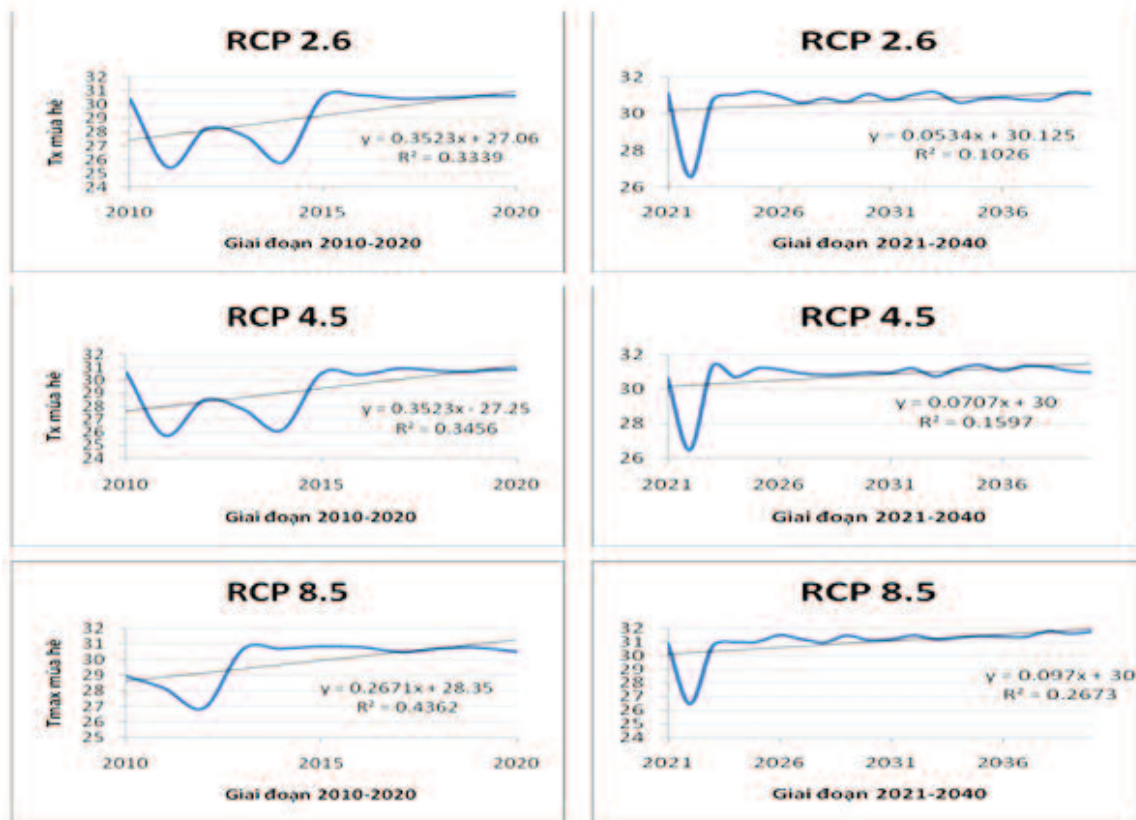 RCP 2.6
Tx mùa hè
32
31
30
29
28
27
26
25
24
y = 0.3523x + 27.06
R² = 0.3339
2010
2015
2020
Giai đoạn 2010-2020
RCP 2.6
32
30
28
26
y = 0.0534x + 30.125
R² = 0.1026
2021
2026
2031
2036
Giai đoạn 2021-2040
RCP 4.5
Tx mùa hè
31
31
30
29
28
27
26
25
24
y = 0.3523x - 27.25
R² = 0.3456
2010
2015
2020
Giai đoạn 2010-2020
RCP 4.5
32
30
28
26
y = 0.0707x + 30
R² = 0.1597
2021
2026
2031
2036
Giai đoạn 2021-2040
RCP 8.5
Tmax mùa hè
32
31
30
29
28
27
26
25
y = 0.2671x + 28.35
R² = 0.4362
2010
2015
2020
Giai đoạn 2010-2020
RCP 8.5
32
31
30
29
28
27
26
25
24
y = 0.097x + 30
R² = 0.2673
2021
2026
2031
2036
Giai đoạn 2021-2040